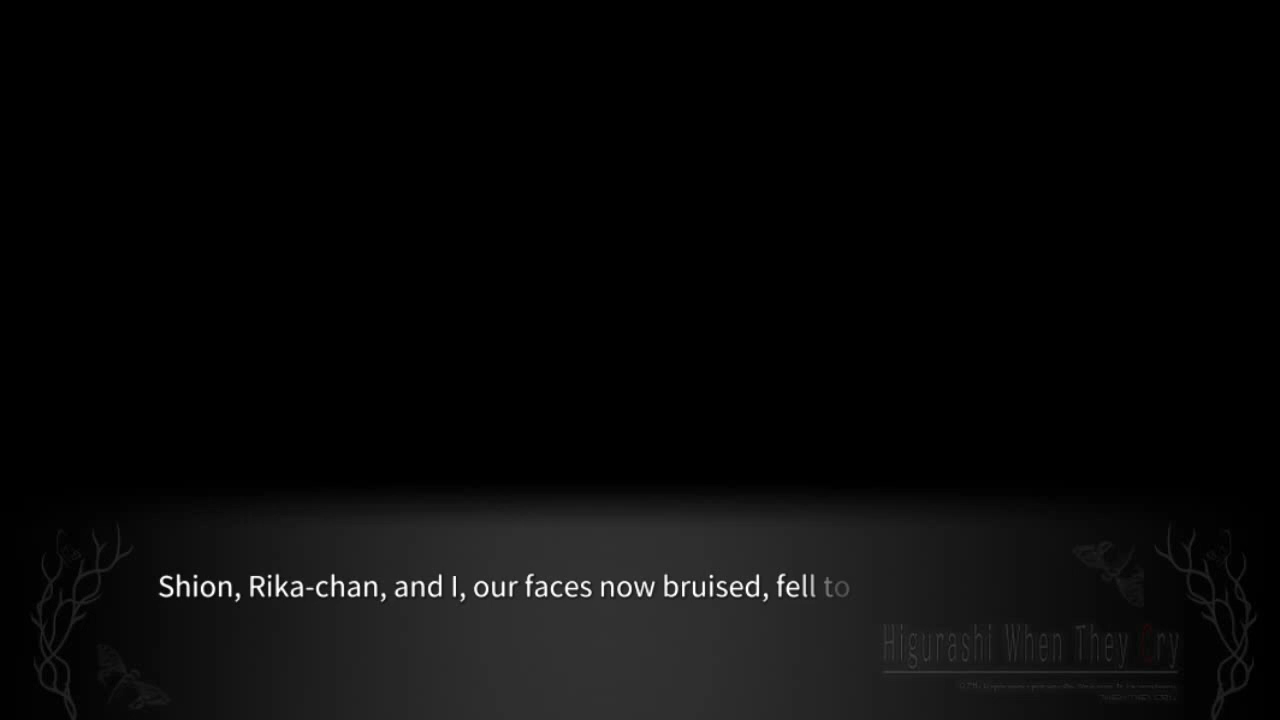 Shion, Rika-chan, and I, our faces now bruised, fell to
Higurashi When They Cry